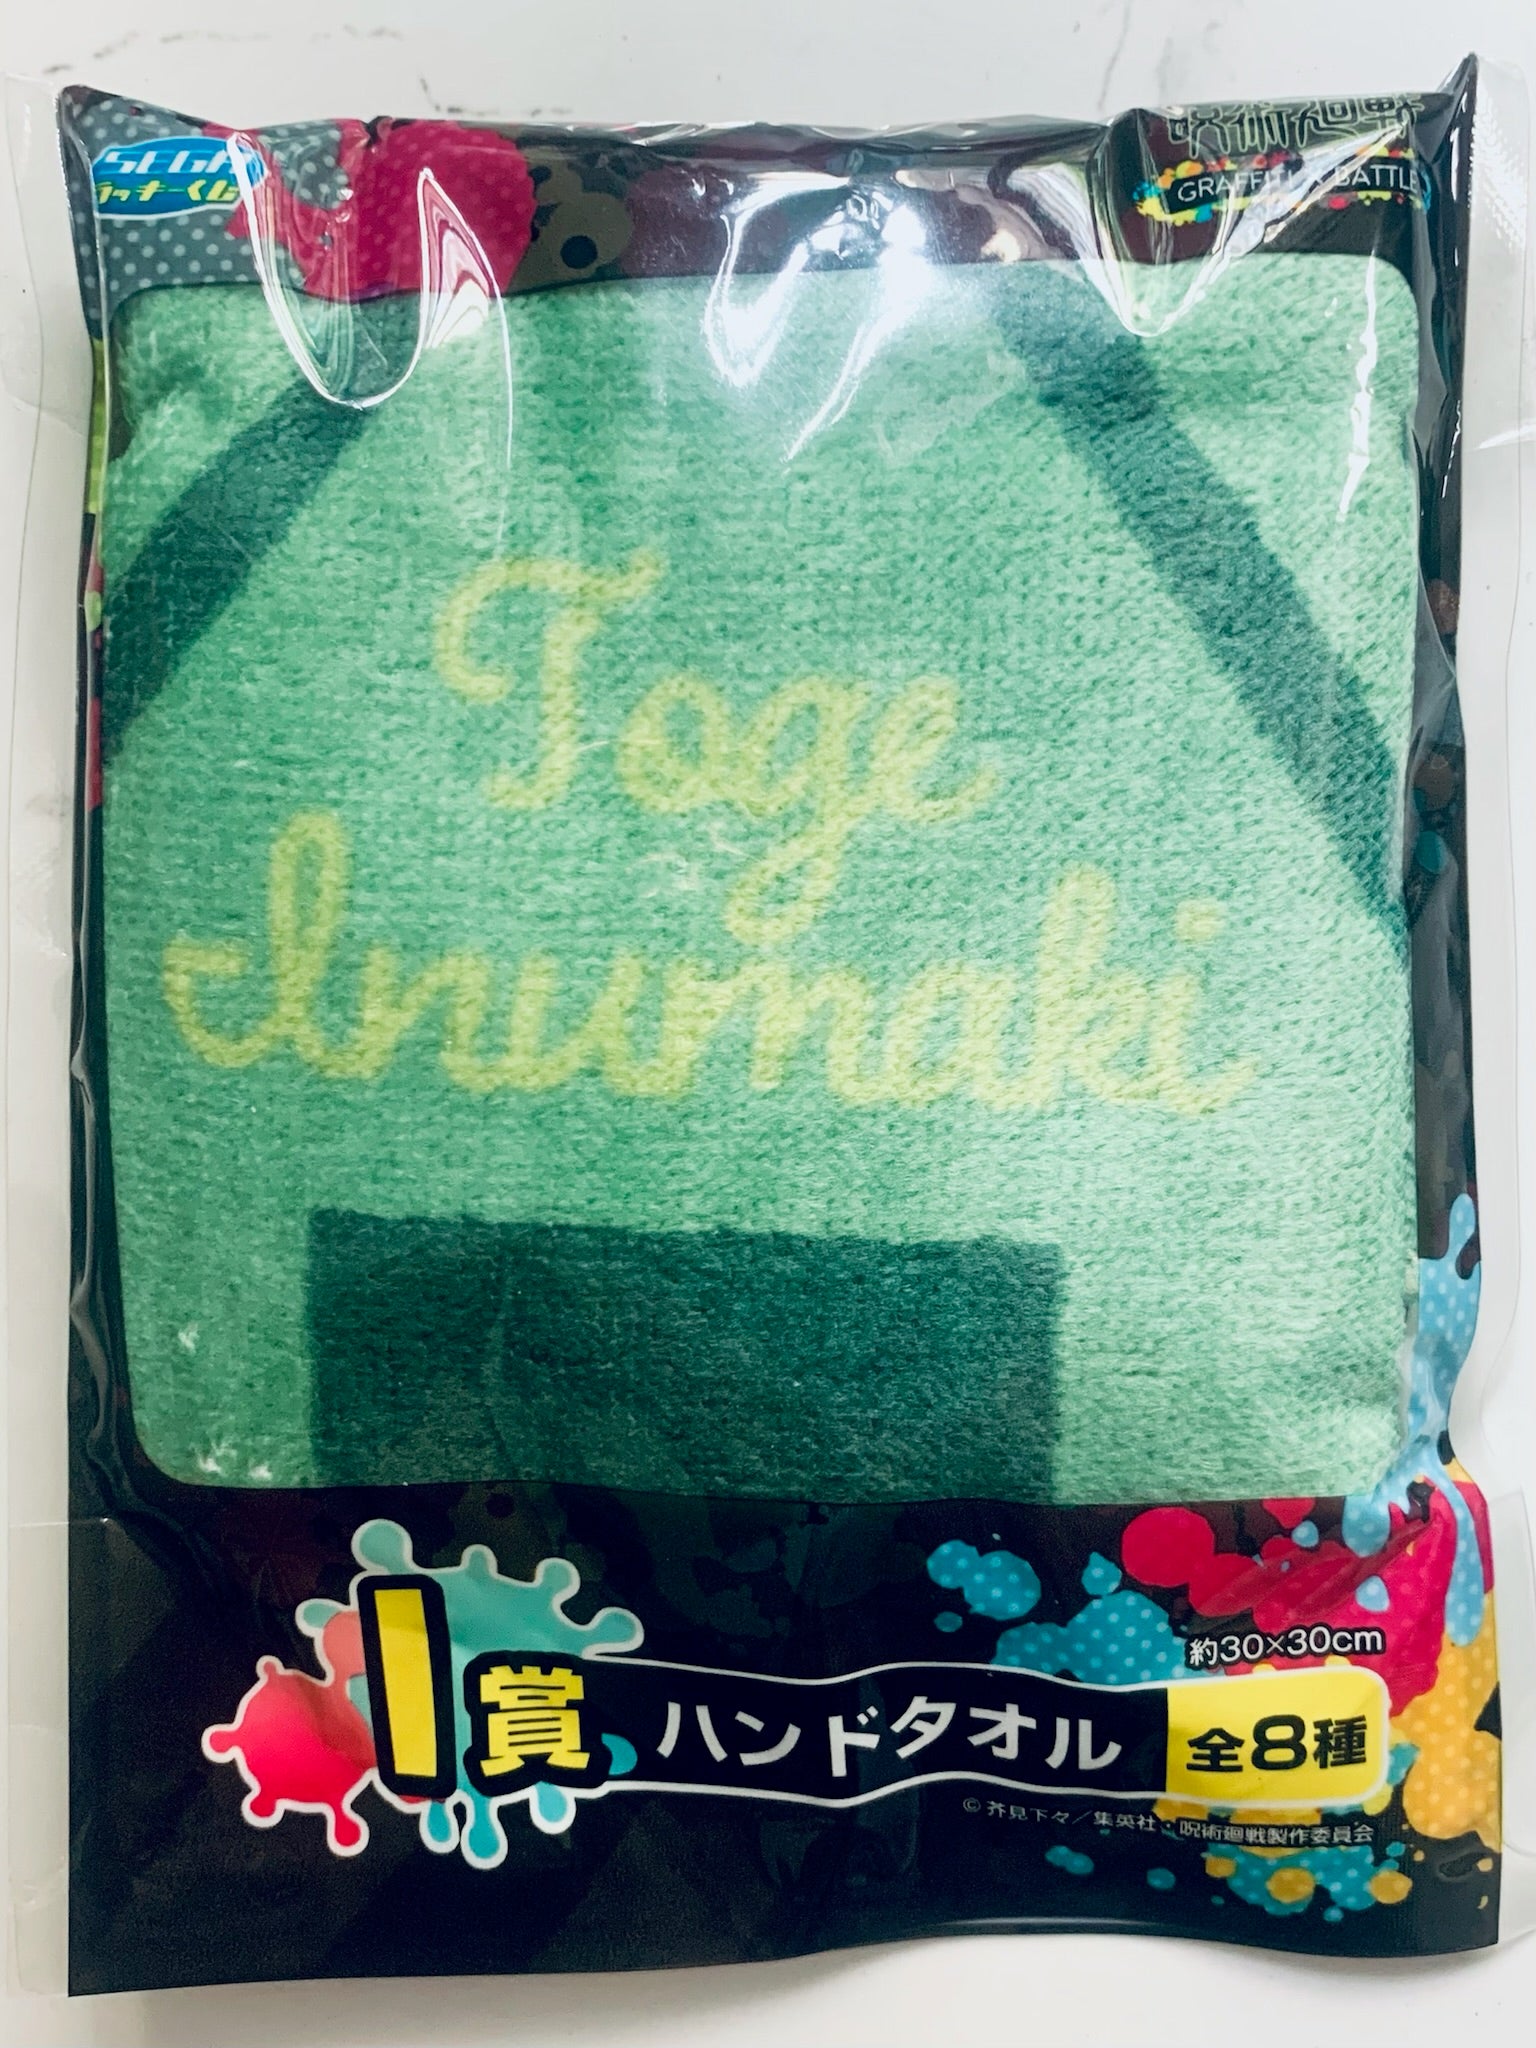 SEGA
ラッキーくじ
呪術廻戦
GRAFFITI×BATTLE
Toge
Inumaki
約30×30cm
I賞 ハンドタオル 全8種
© 芥見下々／集英社・呪術廻戦製作委員会